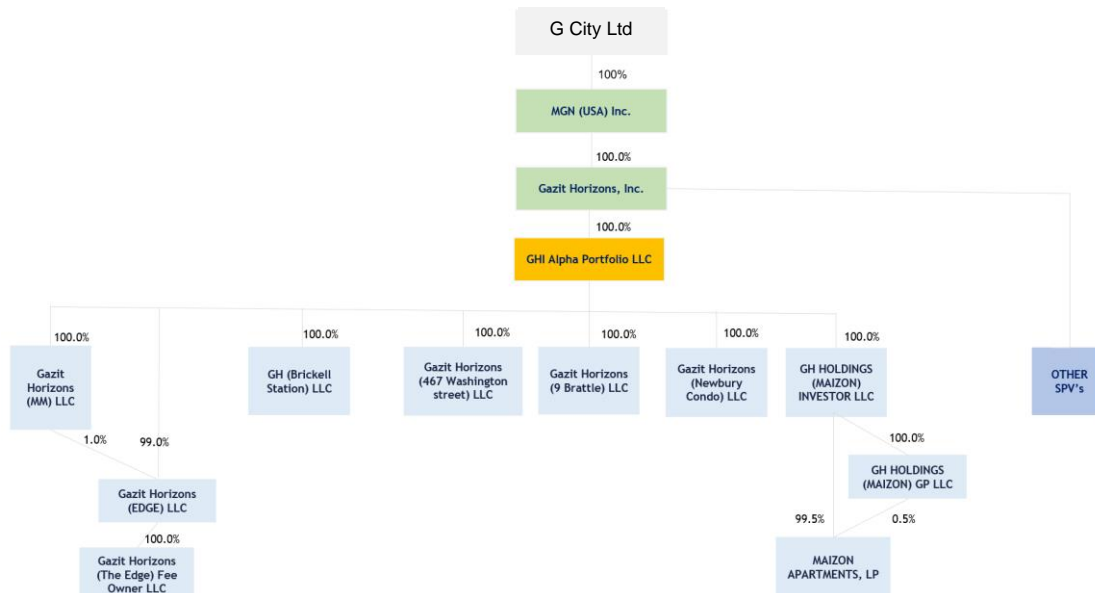 G City Ltd
100%
MGN (USA) Inc.
100.0%
Gazit Horizons, Inc.
100.0%
GHI Alpha Portfolio LLC
100.0%
100.0%
100.0%
100.0%
100.0%
100.0%
Gazit
Horizons
(MM) LLC
GH (Brickell
Station) LLC
Gazit Horizons
(467 Washington
street) LLC
Gazit Horizons
(9 Brattle) LLC
Gazit Horizons
(Newbury
Condo) LLC
GH HOLDINGS
(MAIZON)
INVESTOR LLC
OTHER
SPV's
1.0%
99.0%
100.0%
Gazit Horizons
(EDGE) LLC
GH HOLDINGS
(MAIZON) GP LLC
100.0%
99.5%
0.5%
Gazit Horizons
(The Edge) Fee
Owner LLC
MAIZON
APARTMENTS, LP